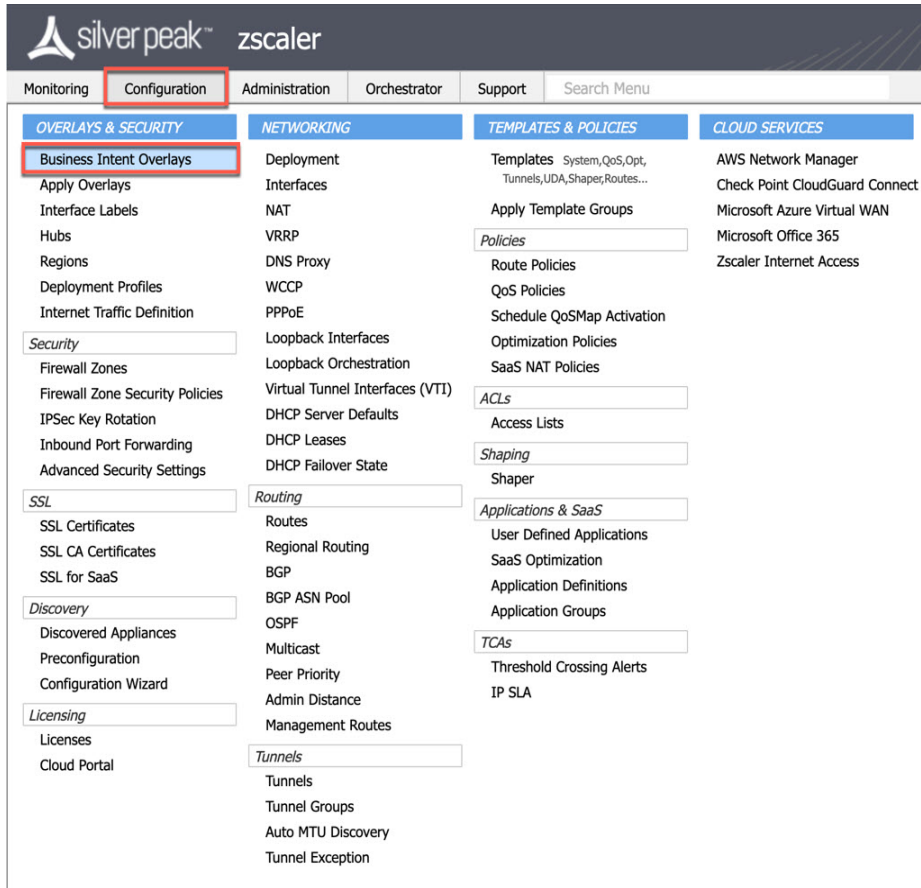 silver peak™ zscaler
Monitoring Configuration Administration Orchestrator Support Search Menu
OVERLAYS & SECURITY
Business Intent Overlays
Apply Overlays
Interface Labels
Hubs
Regions
Deployment Profiles
Internet Traffic Definition
Security
Firewall Zones
Firewall Zone Security Policies
IPSec Key Rotation
Inbound Port Forwarding
Advanced Security Settings
SSL
SSL Certificates
SSL CA Certificates
SSL for SaaS
Discovery
Discovered Appliances
Preconfiguration
Configuration Wizard
Licensing
Licenses
Cloud Portal
NETWORKING
Deployment
Interfaces
NAT
VRRP
DNS Proxy
WCCP
PPPoE
Loopback Interfaces
Loopback Orchestration
Virtual Tunnel Interfaces (VTI)
DHCP Server Defaults
DHCP Leases
DHCP Failover State
Routing
Routes
Regional Routing
BGP
BGP ASN Pool
OSPF
Multicast
Peer Priority
Admin Distance
Management Routes
Tunnels
Tunnels
Tunnel Groups
Auto MTU Discovery
Tunnel Exception
TEMPLATES & POLICIES
Templates System,QoS,Opt,
Tunnels,UDA,Shaper,Routes...
Apply Template Groups
Policies
Route Policies
QoS Policies
Schedule QoSMap Activation
Optimization Policies
SaaS NAT Policies
ACLs
Access Lists
Shaping
Shaper
Applications & SaaS
User Defined Applications
SaaS Optimization
Application Definitions
Application Groups
TCAs
Threshold Crossing Alerts
IP SLA
CLOUD SERVICES
AWS Network Manager
Check Point CloudGuard Connect
Microsoft Azure Virtual WAN
Microsoft Office 365
Zscaler Internet Access